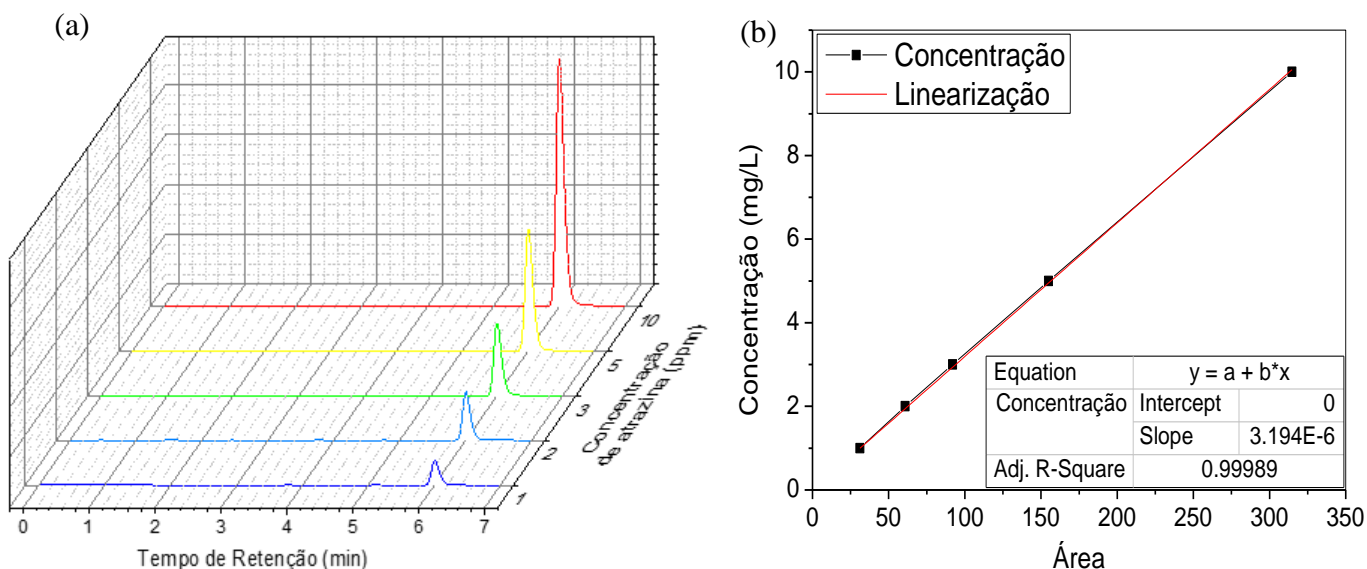 (a)
10
5
3
2
1
Concentração
de atrazina (ppm)
0 1 2 3 4 5 6 7
Tempo de Retenção (min)
(b)
Concentração
Linearização
Concentração (mg/L)
10
8
6
4
2
0
Equation y = a + b*x
Concentração Intercept 0
Slope 3.194E-6
Adj. R-Square 0.99989
0 50 100 150 200 250 300 350
Área